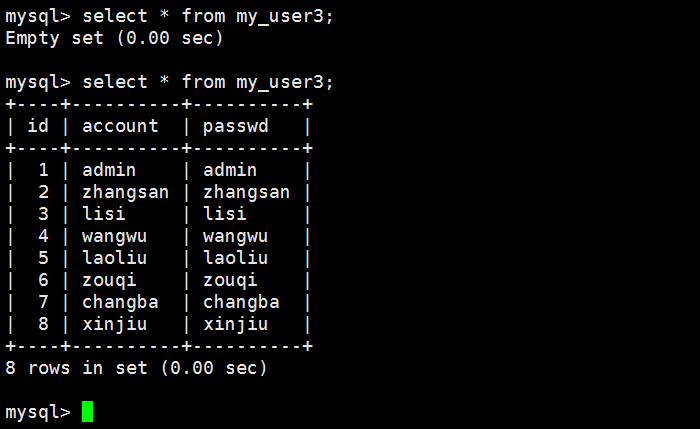 mysql> select * from my_user3;
Empty set (0.00 sec)
mysql> select * from my_user3;
+----+----------+----------+
| id | account  | passwd   |
+----+----------+----------+
|  1 | admin    | admin    |
|  2 | zhangsan | zhangsan |
|  3 | lisi     | lisi     |
|  4 | wangwu   | wangwu   |
|  5 | laoliu   | laoliu   |
|  6 | zouqi    | zouqi    |
|  7 | changba  | changba  |
|  8 | xinjiu   | xinjiu   |
+----+----------+----------+
8 rows in set (0.00 sec)
mysql>